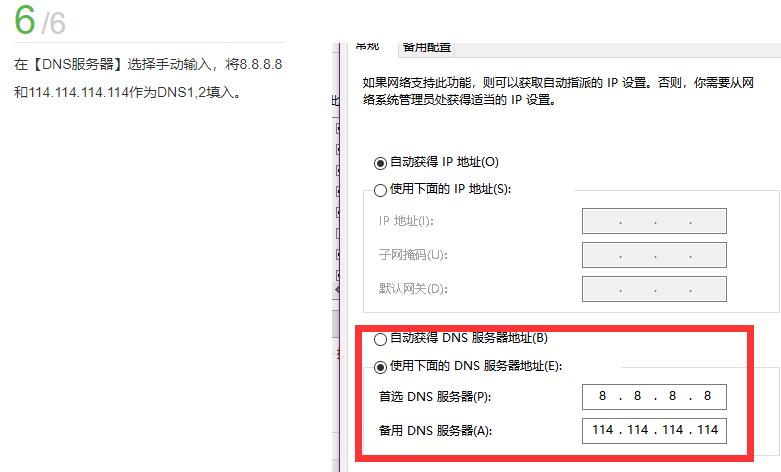 6/6
在【DNS服务器】选择手动输入，将8.8.8.8
和114.114.114.114作为DNS1,2填入。
常规 备用配置
如果网络支持此功能，则可以获取自动指派的 IP 设置。否则，你需要从网
络系统管理员处获得适当的 IP 设置。
自动获得 IP 地址(O)
使用下面的 IP 地址(S):
IP 地址(I):
子网掩码(U):
默认网关(D):
自动获得 DNS 服务器地址(B)
使用下面的 DNS 服务器地址(E):
首选 DNS 服务器(P): 8 . 8 . 8 . 8
备用 DNS 服务器(A): 114 . 114 . 114 . 114